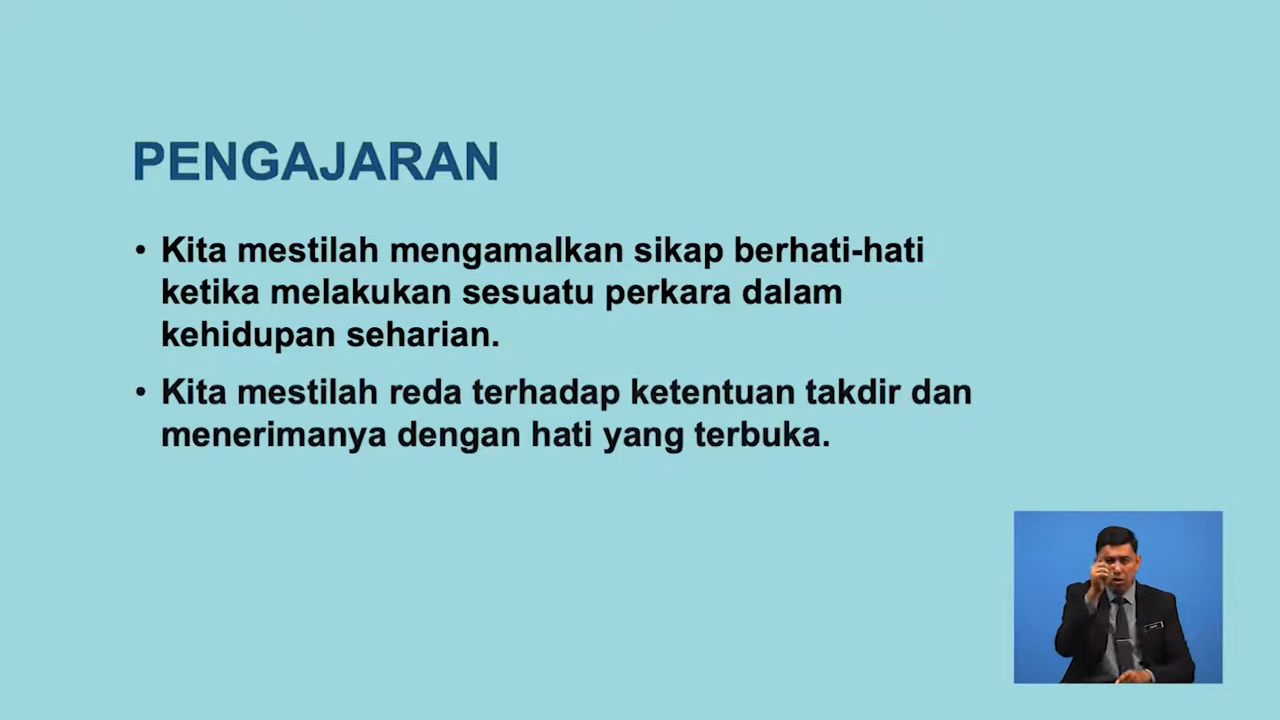 PENGAJARAN
• Kita mestilah mengamalkan sikap berhati-hati
ketika melakukan sesuatu perkara dalam
kehidupan seharian.
• Kita mestilah reda terhadap ketentuan takdir dan
menerimanya dengan hati yang terbuka.